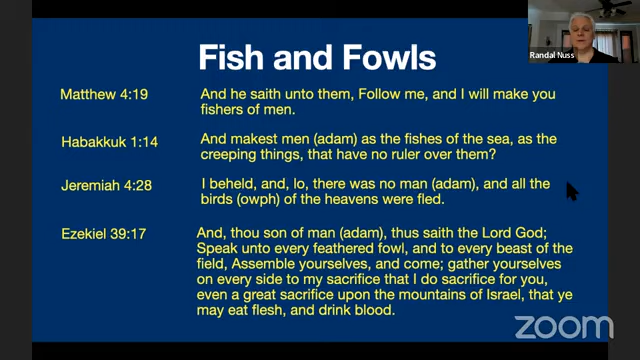 Fish and Fowls
Randal Nuss
Matthew 4:19 And he saith unto them, Follow me, and I will make you
fishers of men.
Habakkuk 1:14 And makest men (adam) as the fishes of the sea, as the
creeping things, that have no ruler over them?
Jeremiah 4:28 I beheld, and, lo, there was no man (adam), and all the
birds (owph) of the heavens were fled.
Ezekiel 39:17 And, thou son of man (adam), thus saith the Lord God;
Speak unto every feathered fowl, and to every beast of the
field, Assemble yourselves, and come; gather yourselves
on every side to my sacrifice that I do sacrifice for you,
even a great sacrifice upon the mountains of Israel, that ye
may eat flesh, and drink blood.
zoom